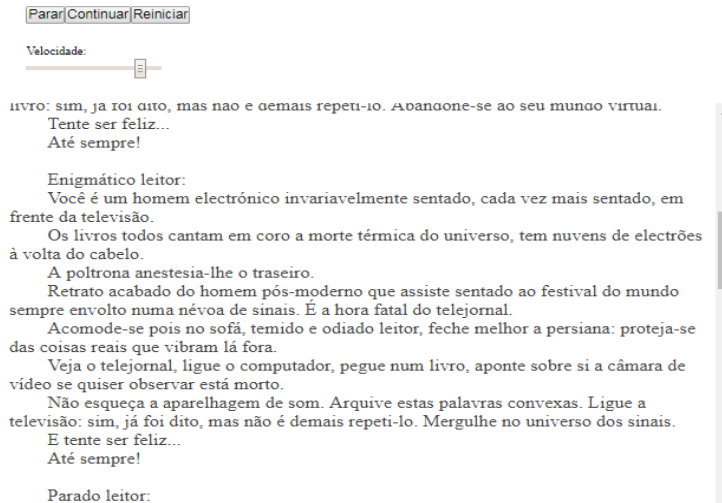 Parar Continuar Reiniciar
Velocidade:
livro: sim, já foi dito, mas não é demais repeti-lo. Abandone-se ao seu mundo virtual.
Tente ser feliz...
Até sempre!
Enigmático leitor:
Você é um homem electrónico invariavelmente sentado, cada vez mais sentado, em
frente da televisão.
Os livros todos cantam em coro a morte térmica do universo, tem nuvens de electrões
à volta do cabelo.
A poltrona anestesia-lhe o traseiro.
Retrato acabado do homem pós-moderno que assiste sentado ao festival do mundo
sempre envolto numa névoa de sinais. É a hora fatal do telejornal.
Acomode-se pois no sofá, temido e odiado leitor, feche melhor a persiana: proteja-se
das coisas reais que vibram lá fora.
Veja o telejornal, ligue o computador, pegue num livro, aponte sobre si a câmara de
vídeo se quiser observar está morto.
Não esqueça a aparelhagem de som. Arquive estas palavras convexas. Ligue a
televisão: sim, já foi dito, mas não é demais repeti-lo. Mergulhe no universo dos sinais.
E tente ser feliz...
Até sempre!
Parado leitor: